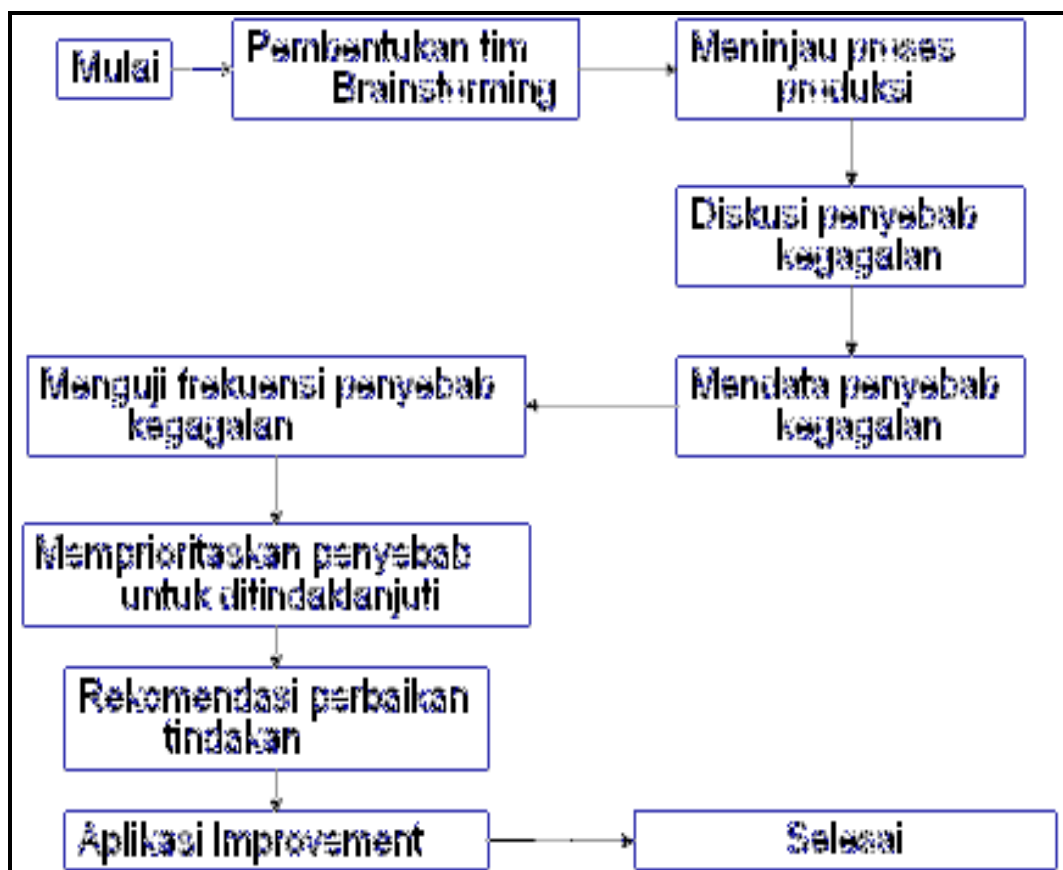 Mulai
Pembentukan tim
Brainstorming
Meninjau proses
produksi
Diskusi penyebab
kegagalan
Mendata penyebab
kegagalan
Menguji frekuensi penyebab
kegagalan
Memprioritaskan penyebab
untuk ditindaklanjuti
Rekomendasi perbaikan
tindakan
Aplikasi Improvement
Selesai